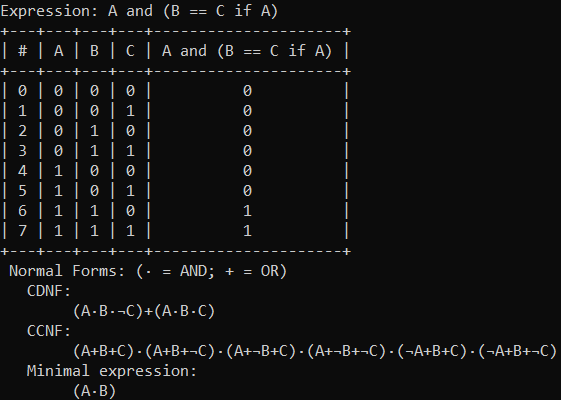 Expression: A and (B == C if A)
+---+---+---+---+---------------------+
| # | A | B | C | A and (B == C if A) |
+---+---+---+---+---------------------+
| 0 | 0 | 0 | 0 |          0          |
| 1 | 0 | 0 | 1 |          0          |
| 2 | 0 | 1 | 0 |          0          |
| 3 | 0 | 1 | 1 |          0          |
| 4 | 1 | 0 | 0 |          0          |
| 5 | 1 | 0 | 1 |          0          |
| 6 | 1 | 1 | 0 |          1          |
| 7 | 1 | 1 | 1 |          1          |
+---+---+---+---+---------------------+
 Normal Forms: (· = AND; + = OR)
   CDNF:
        (A·B·¬C)+(A·B·C)
   CCNF:
        (A+B+C)·(A+B+¬C)·(A+¬B+C)·(A+¬B+¬C)·(¬A+B+C)·(¬A+B+¬C)
   Minimal expression:
        (A·B)